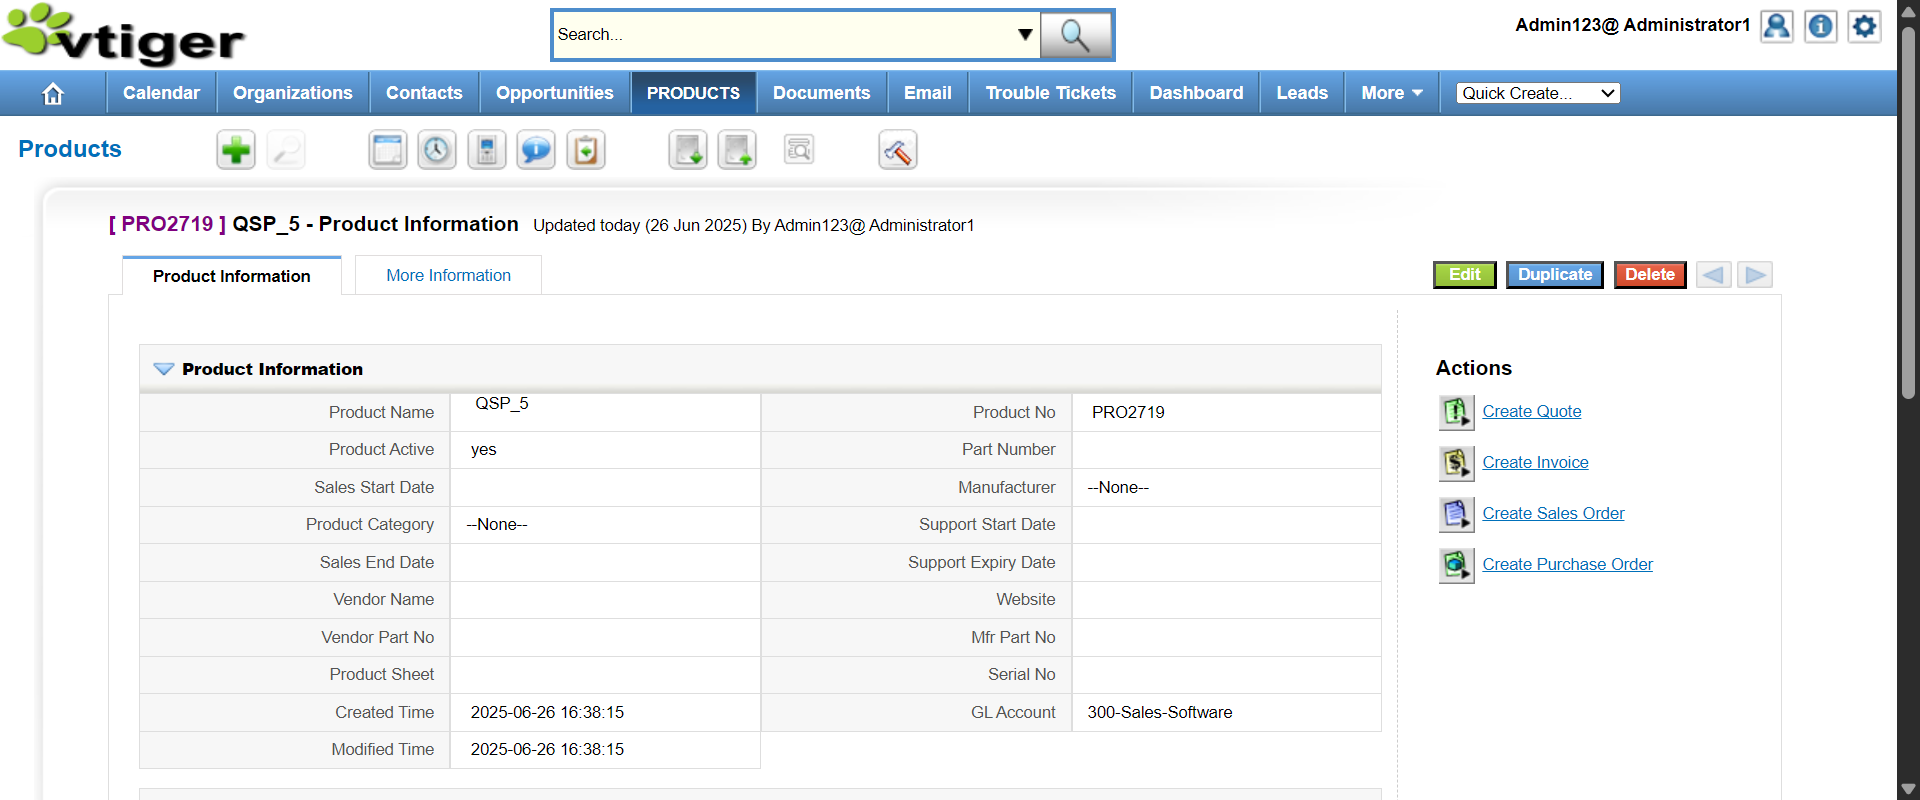 vtiger
Search...
Admin123@ Administrator1
Calendar
Organizations
Contacts
Opportunities
PRODUCTS
Documents
Email
Trouble Tickets
Dashboard
Leads
More
Quick Create...
Products
[ PRO2719 ] QSP_5 - Product Information Updated today (26 Jun 2025) By Admin123@ Administrator1
Product Information
More Information
Edit
Duplicate
Delete
Product Information
Product Name QSP_5 Product No PRO2719
Product Active yes Part Number
Sales Start Date Manufacturer --None--
Product Category --None-- Support Start Date
Sales End Date Support Expiry Date
Vendor Name Website
Vendor Part No Mfr Part No
Product Sheet Serial No
Created Time 2025-06-26 16:38:15 GL Account 300-Sales-Software
Modified Time 2025-06-26 16:38:15
Actions
Create Quote
Create Invoice
Create Sales Order
Create Purchase Order